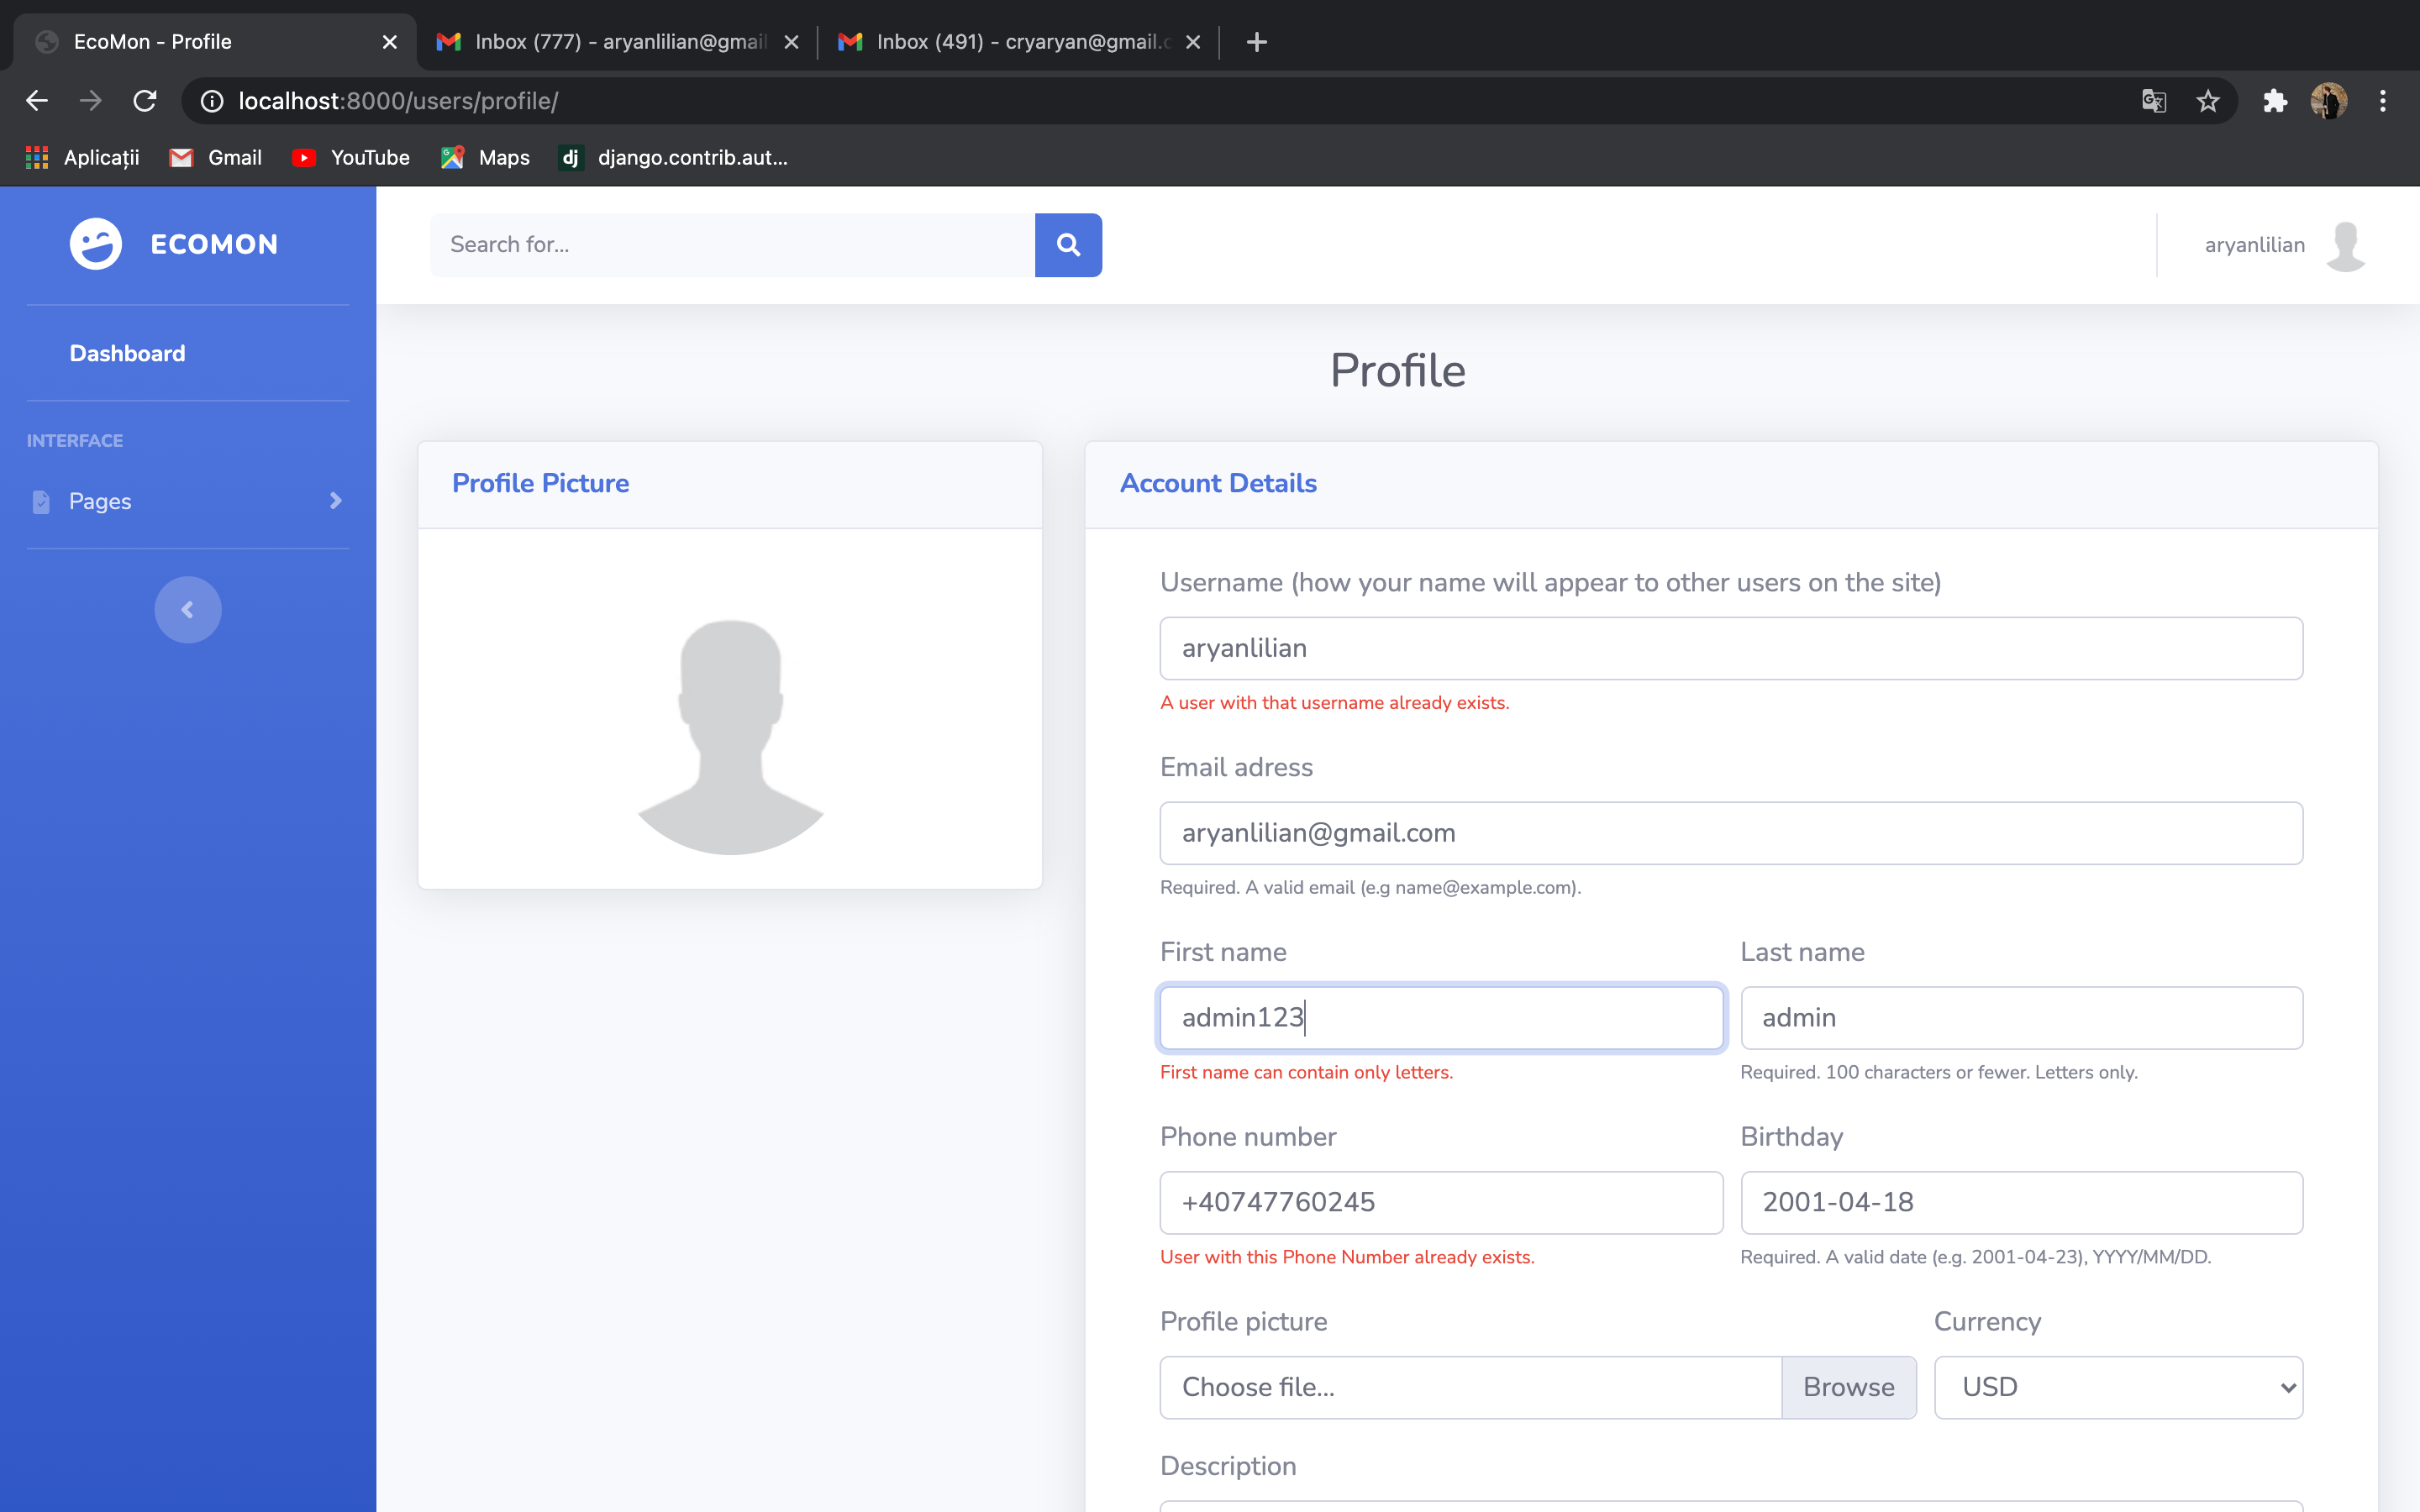 EcoMon - Profile
Inbox (777) - aryanlilian@gmail
Inbox (491) - cryaryan@gmail.c
localhost:8000/users/profile/
Aplicații
Gmail
YouTube
Maps
dj
django.contrib.aut...
ECOMON
Search for...
aryanlilian
Dashboard
Profile
INTERFACE
Pages
Profile Picture
Account Details
Username (how your name will appear to other users on the site)
aryanlilian
A user with that username already exists.
Email adress
aryanlilian@gmail.com
Required. A valid email (e.g name@example.com).
First name
Last name
admin123
admin
First name can contain only letters.
Required. 100 characters or fewer. Letters only.
Phone number
Birthday
+40747760245
2001-04-18
User with this Phone Number already exists.
Required. A valid date (e.g. 2001-04-23), YYYY/MM/DD.
Profile picture
Currency
Choose file...
Browse
USD
Description